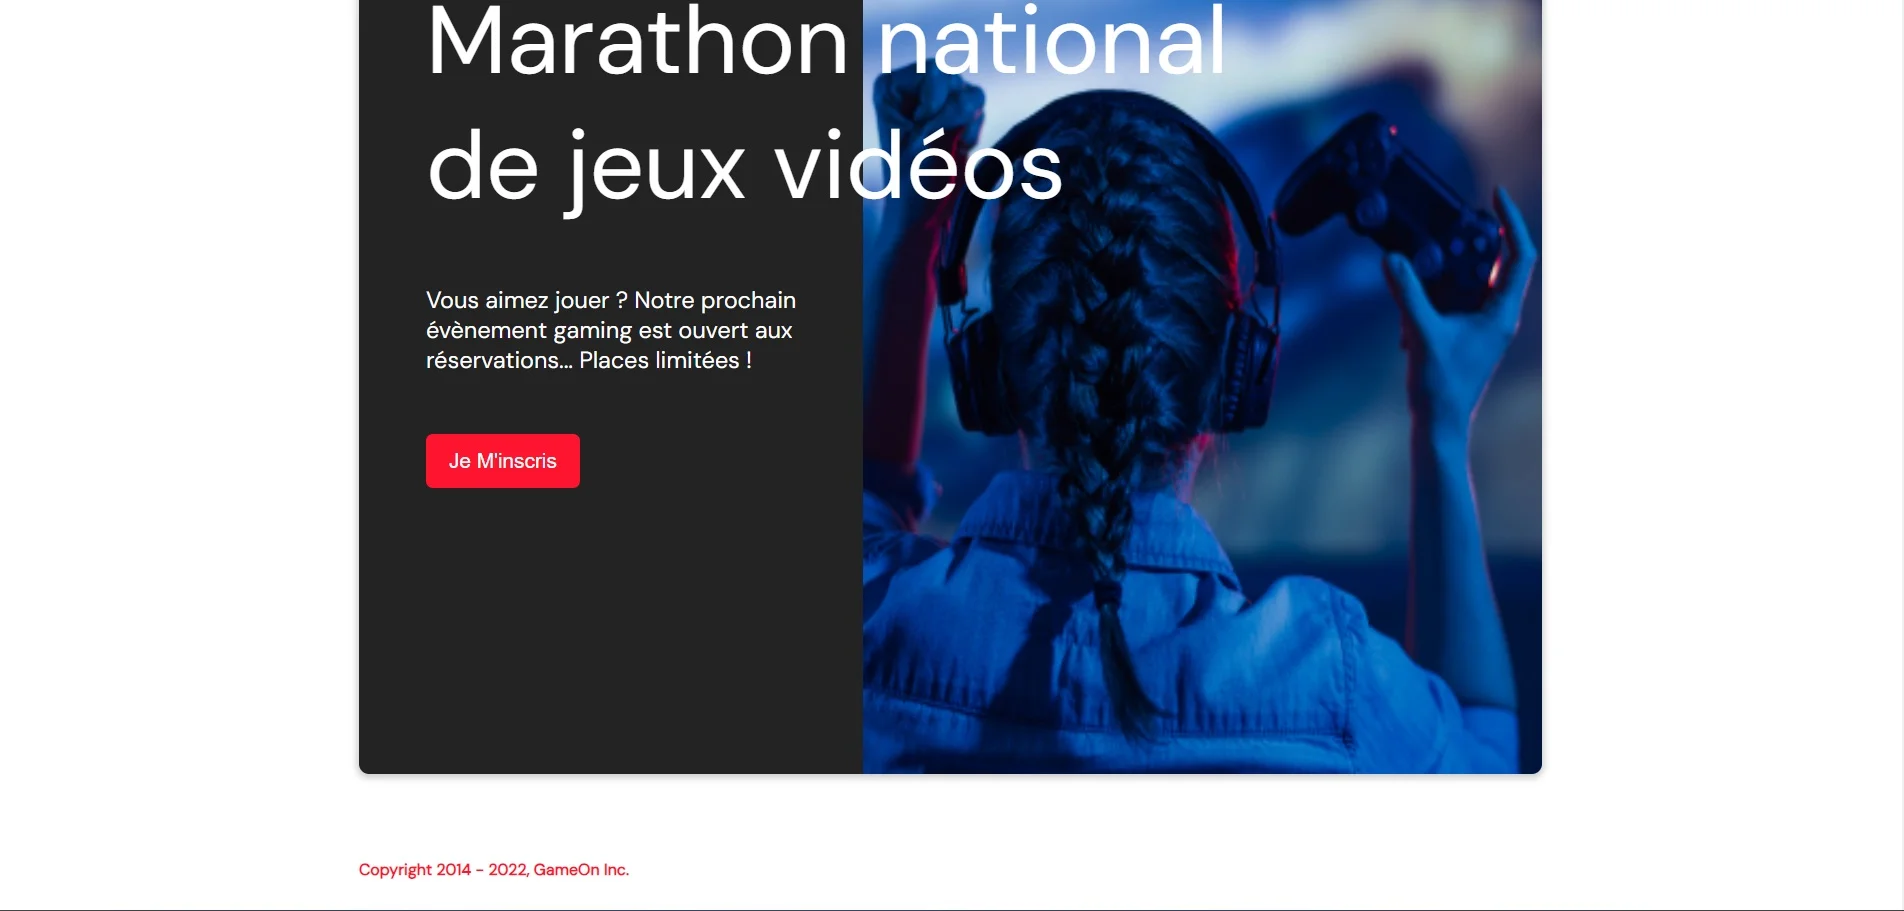 Marathon national
de jeux vidéos
Vous aimez jouer ? Notre prochain
évènement gaming est ouvert aux
réservations... Places limitées !
Je M'inscris
Copyright 2014 - 2022, GameOn Inc.